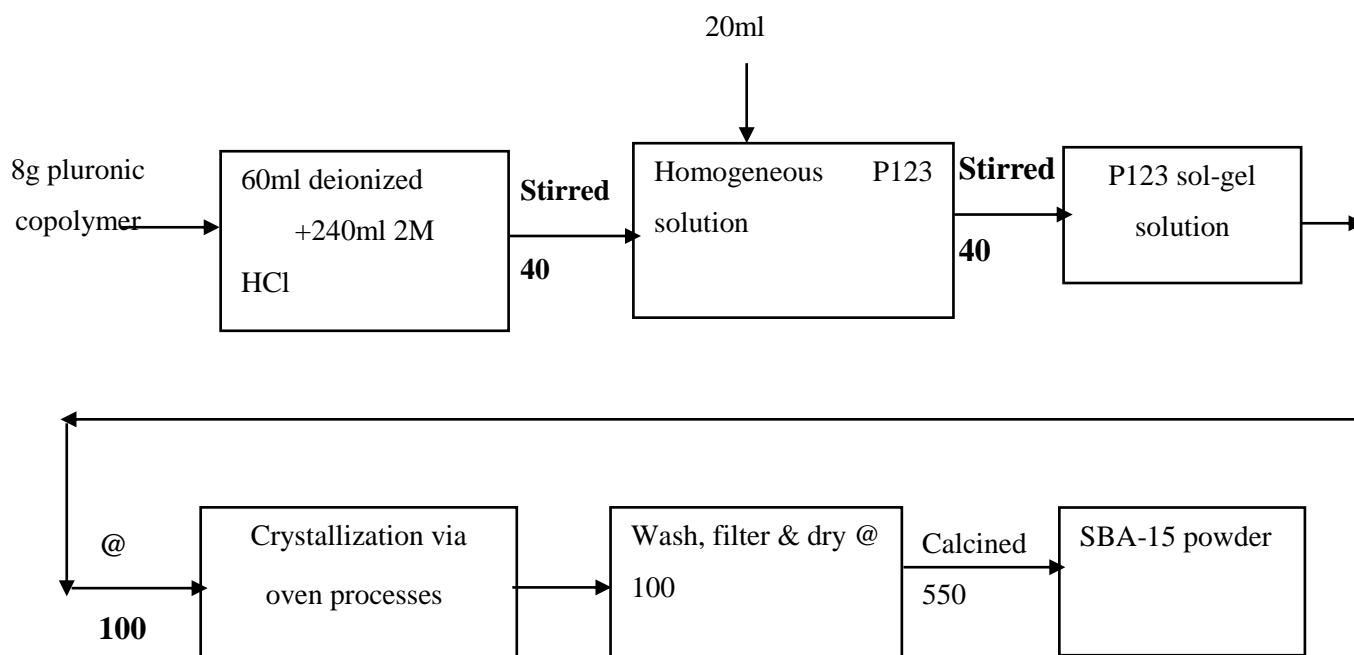 20ml
8g pluronic
copolymer
60ml deionized
+240ml 2M
HCl
Stirred
40
Homogeneous P123
solution
Stirred
40
P123 sol-gel
solution
@
100
Crystallization via
oven processes
Wash, filter & dry @
100
Calcined
550
SBA-15 powder